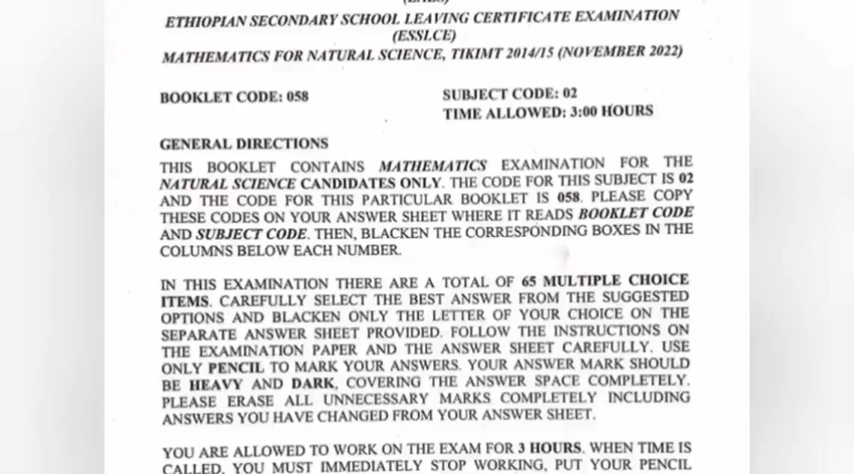 ETHIOPIAN SECONDARY SCHOOL LEAVING CERTIFICATE EXAMINATION
(ESSLCE)
MATHEMATICS FOR NATURAL SCIENCE, TIKIMT 2014/15 (NOVEMBER 2022)
BOOKLET CODE: 058
SUBJECT CODE: 02
TIME ALLOWED: 3:00 HOURS
GENERAL DIRECTIONS
THIS BOOKLET CONTAINS MATHEMATICS EXAMINATION FOR THE
NATURAL SCIENCE CANDIDATES ONLY. THE CODE FOR THIS SUBJECT IS 02
AND THE CODE FOR THIS PARTICULAR BOOKLET IS 058. PLEASE COPY
THESE CODES ON YOUR ANSWER SHEET WHERE IT READS BOOKLET CODE
AND SUBJECT CODE. THEN, BLACKEN THE CORRESPONDING BOXES IN THE
COLUMNS BELOW EACH NUMBER.
IN THIS EXAMINATION THERE ARE A TOTAL OF 65 MULTIPLE CHOICE
ITEMS. CAREFULLY SELECT THE BEST ANSWER FROM THE SUGGESTED
OPTIONS AND BLACKEN ONLY THE LETTER OF YOUR CHOICE ON THE
SEPARATE ANSWER SHEET PROVIDED. FOLLOW THE INSTRUCTIONS ON
THE EXAMINATION PAPER AND THE ANSWER SHEET CAREFULLY. USE
ONLY PENCIL TO MARK YOUR ANSWERS. YOUR ANSWER MARK SHOULD
BE HEAVY AND DARK, COVERING THE ANSWER SPACE COMPLETELY.
PLEASE ERASE ALL UNNECESSARY MARKS COMPLETELY INCLUDING
ANSWERS YOU HAVE CHANGED FROM YOUR ANSWER SHEET.
YOU ARE ALLOWED TO WORK ON THE EXAM FOR 3 HOURS. WHEN TIME IS
CALLED, YOU MUST IMMEDIATELY STOP WORKING, PUT YOUR PENCIL